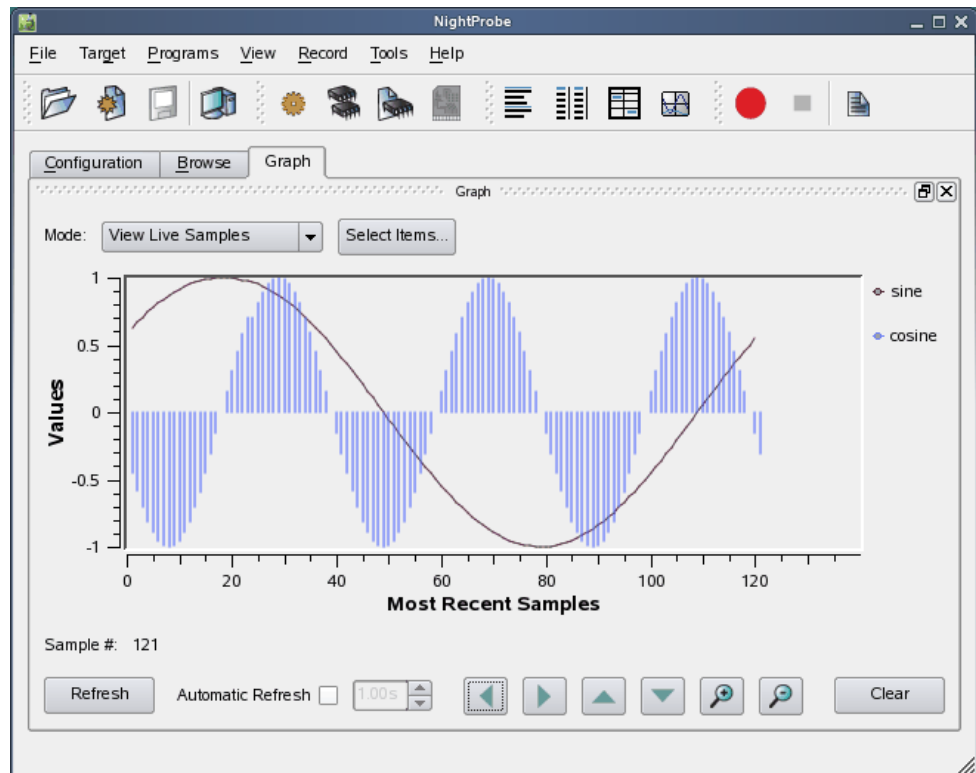 NightProbe
File Target Programs View Record Tools Help
Configuration Browse Graph
Graph
Mode: View Live Samples Select Items...
1
0.5
0
-0.5
-1
Values
sine
cosine
0 20 40 60 80 100 120
Most Recent Samples
Sample #: 121
Refresh Automatic Refresh 1.00s Clear